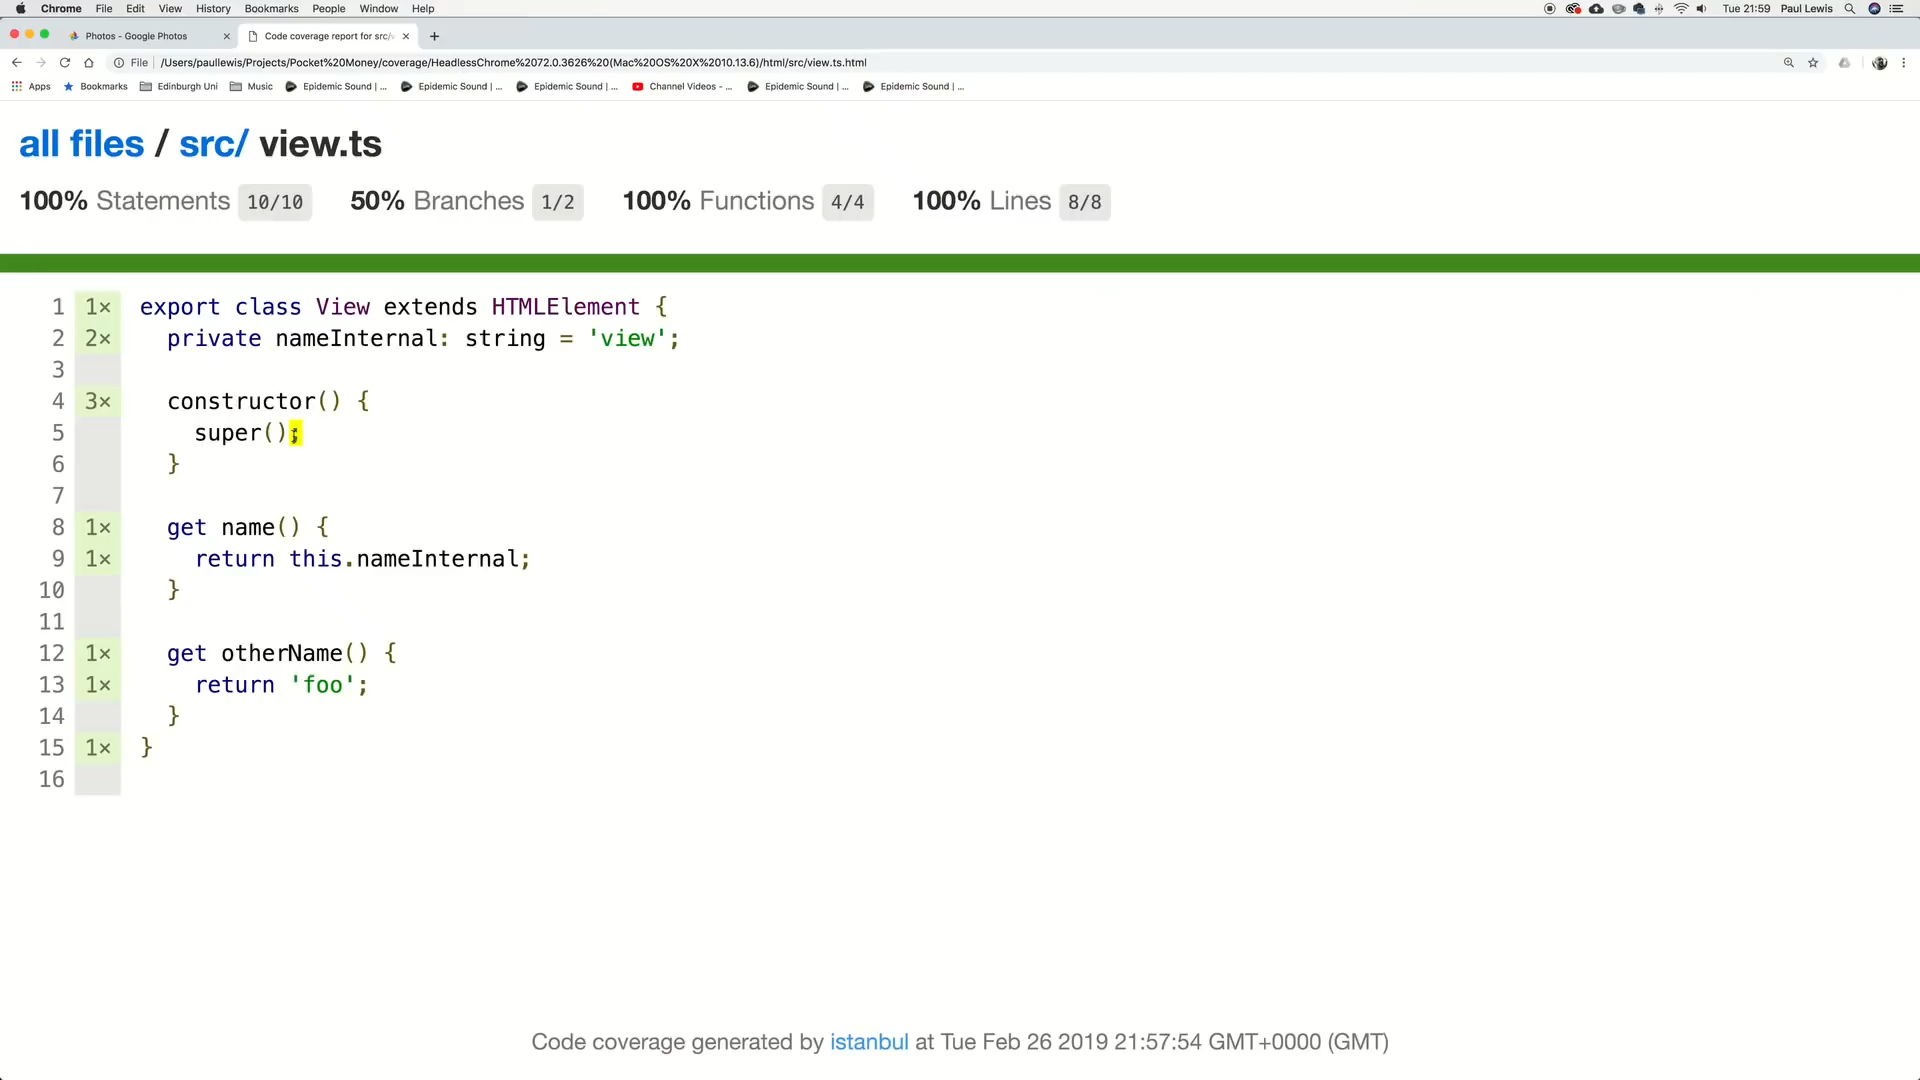 Chrome File Edit View History Bookmarks People Window Help Tue 21:59 Paul Lewis
Photos - Google Photos
Code coverage report for src/v
File /Users/paullewis/Projects/Pocket%20Money/coverage/HeadlessChrome%2072.0.3626%20(Mac%20OS%20X%2010.13.6)/html/src/view.ts.html
Apps Bookmarks Edinburgh Uni Music Epidemic Sound | ... Epidemic Sound | ... Epidemic Sound | ... Channel Videos - ... Epidemic Sound | ... Epidemic Sound | ...
all files / src/ view.ts
100% Statements 10/10 50% Branches 1/2 100% Functions 4/4 100% Lines 8/8
1 1× export class View extends HTMLElement {
2 2× private nameInternal: string = 'view';
3
4 3× constructor() {
5 super();
6 }
7
8 1× get name() {
9 1× return this.nameInternal;
10 }
11
12 1× get otherName() {
13 1× return 'foo';
14 }
15 1× }
16
Code coverage generated by istanbul at Tue Feb 26 2019 21:57:54 GMT+0000 (GMT)